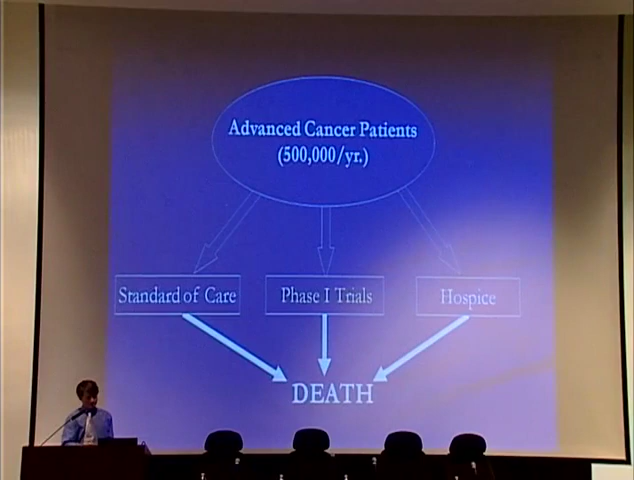 Advanced Cancer Patients
(500,000/yr.)
Standard of Care
Phase I Trials
Hospice
DEATH